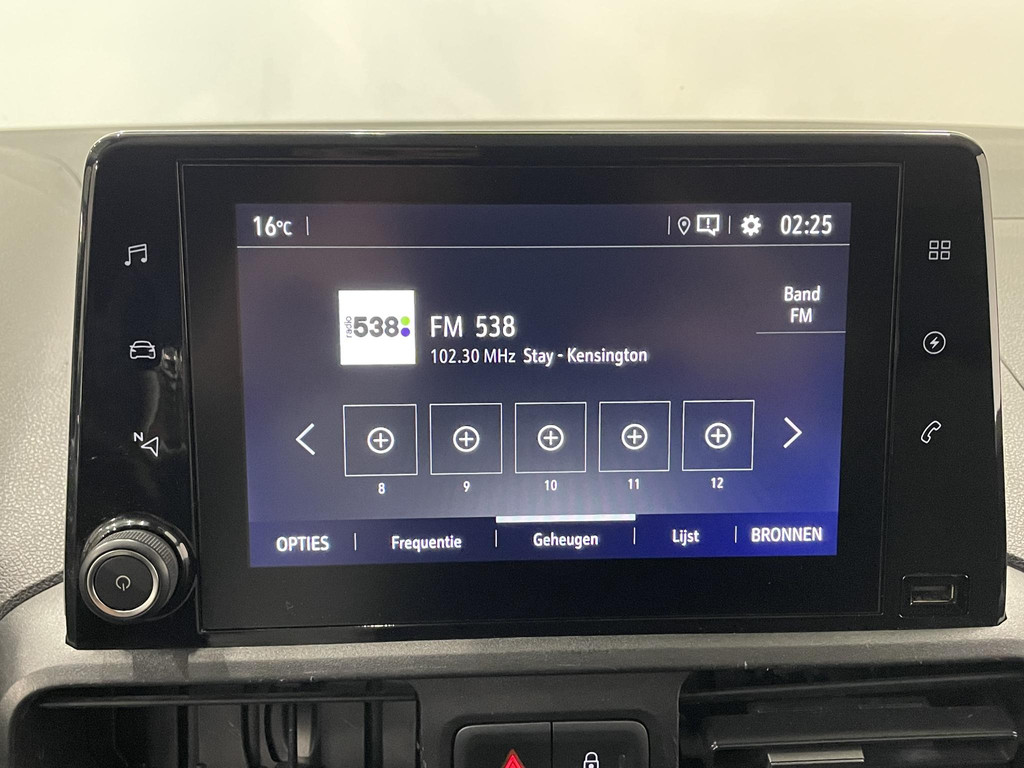 16°C 02:25
Band
FM
radio 538
FM 538
102.30 MHz Stay - Kensington
N
8 9 10 11 12
OPTIES Frequentie Geheugen Lijst BRONNEN